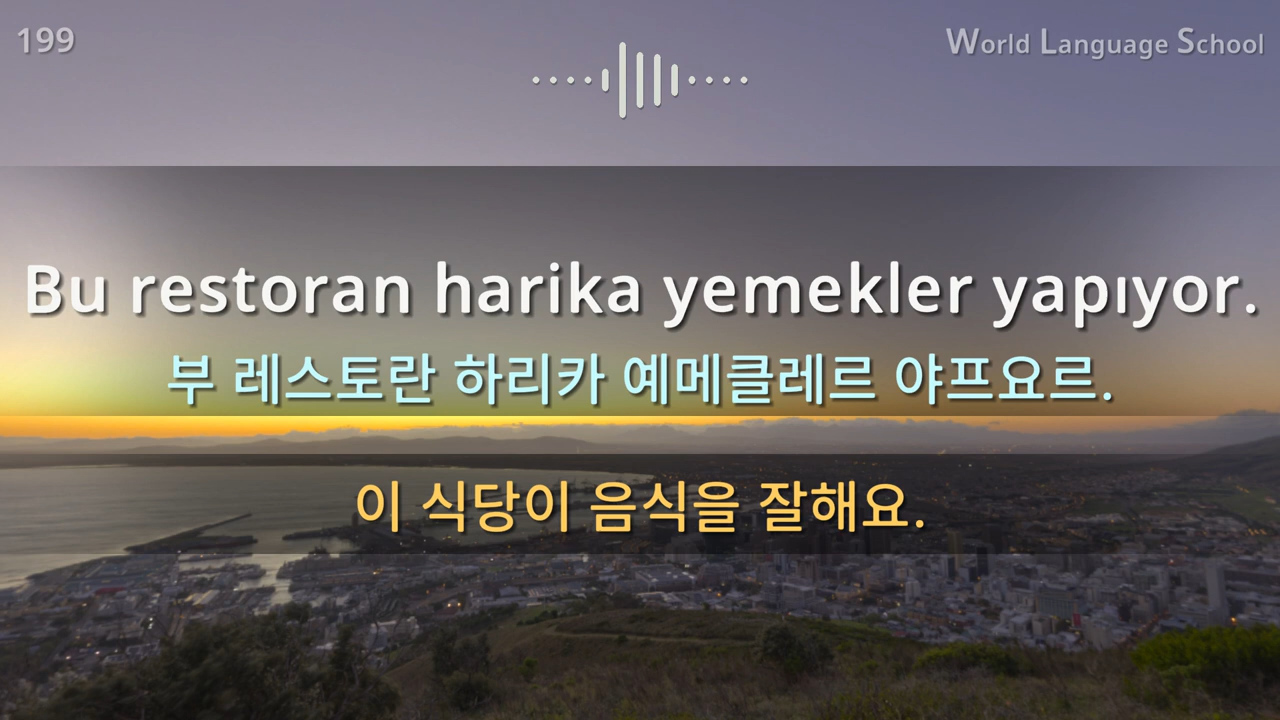 199
World Language School
Bu restoran harika yemekler yapıyor.
부 레스토란 하리카 예메클레르 야프요르.
이 식당이 음식을 잘해요.